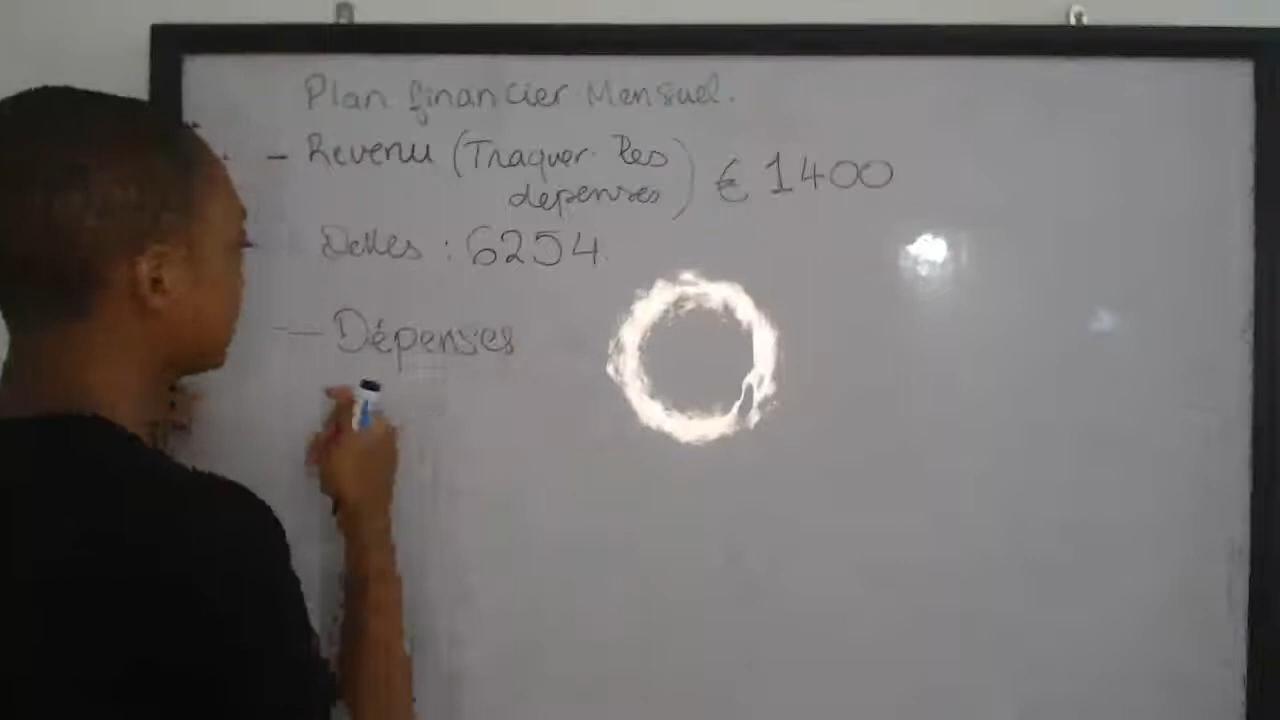 Plan financier Mensuel.
- Revenu (Traquer les
dépenses) € 1400
Dettes : 6254
- Dépenses